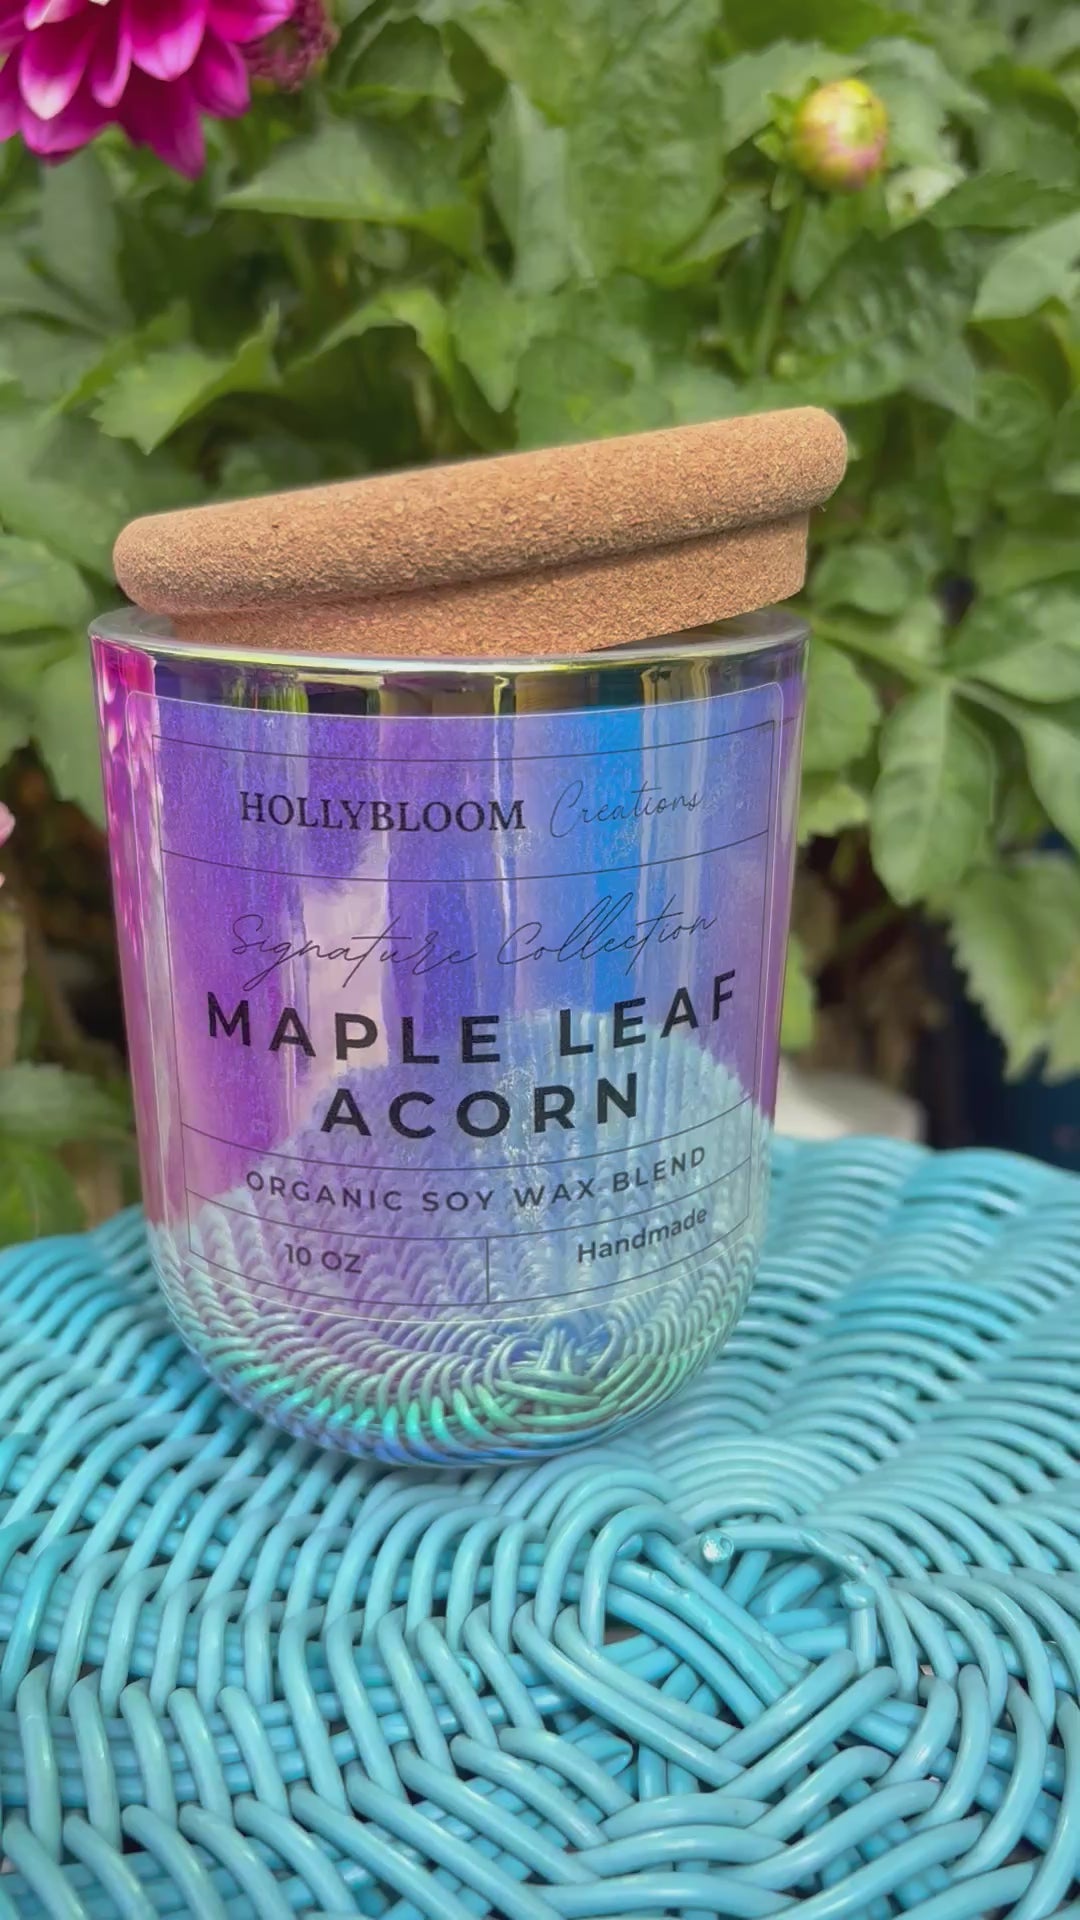 HOLLYBLOOM Creations
Signature Collection
MAPLE LEAF
ACORN
ORGANIC SOY WAX BLEND
10 OZ
Handmade